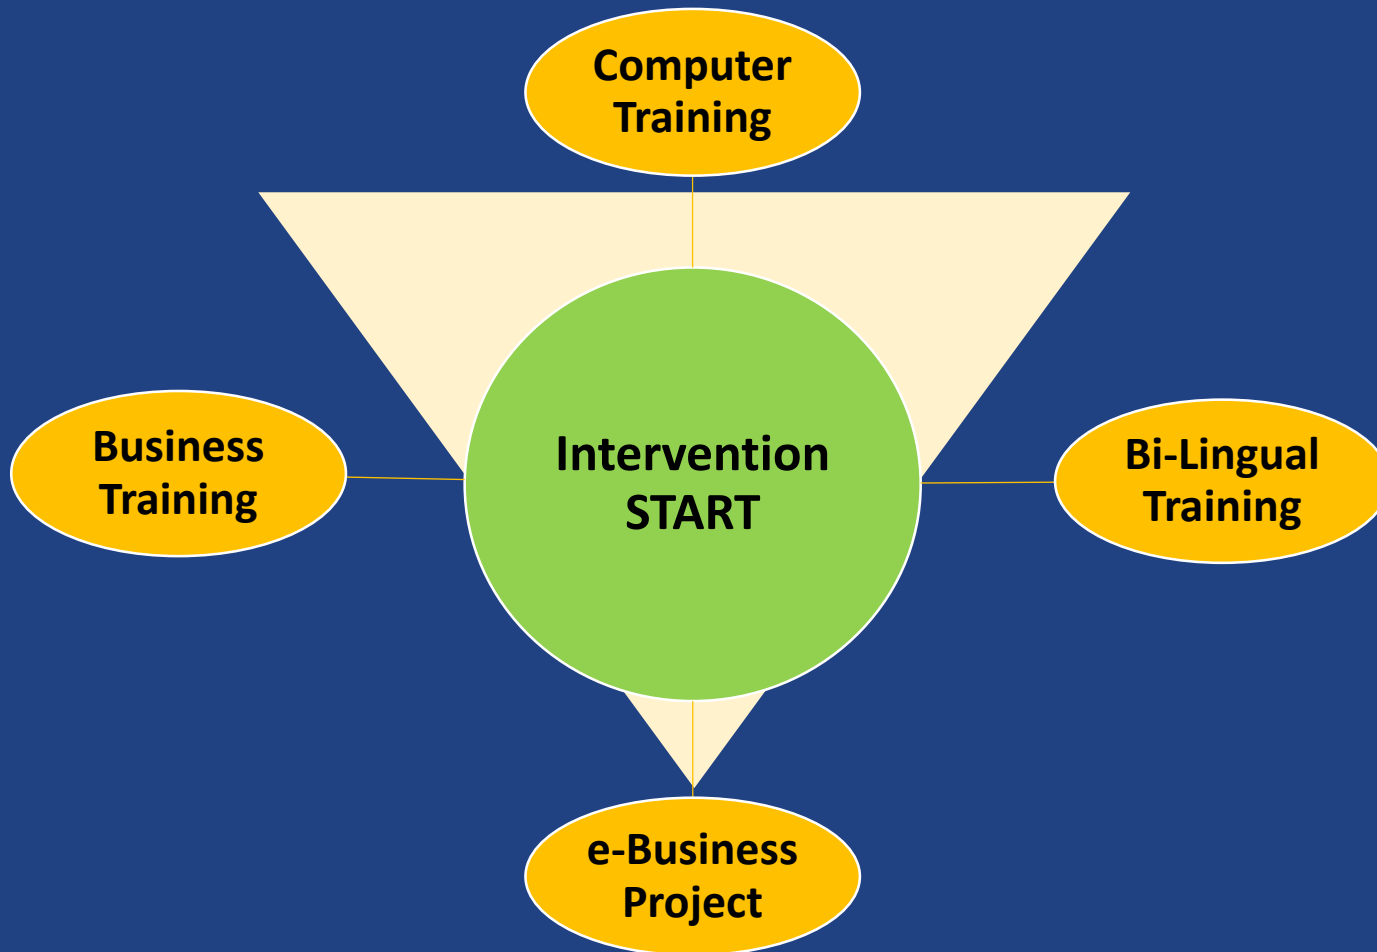 Computer
Training
Business
Training
Intervention
START
Bi-Lingual
Training
e-Business
Project